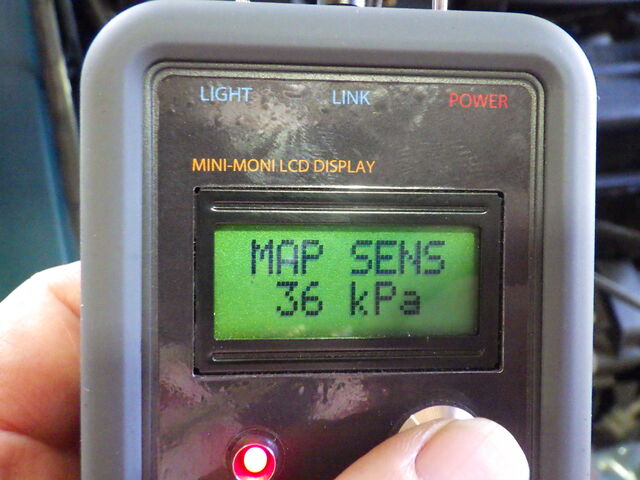 LIGHT LINK POWER
MINI-MONI LCD DISPLAY
MAP SENS
36 kPa